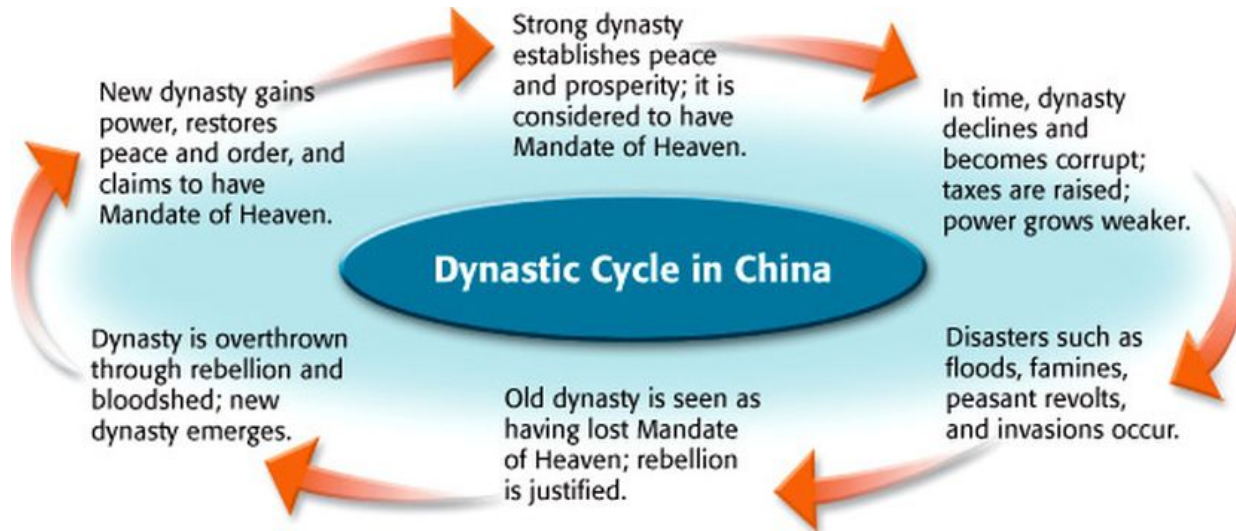 Strong dynasty
establishes peace
and prosperity; it is
considered to have
Mandate of Heaven.
In time, dynasty
declines and
becomes corrupt;
taxes are raised;
power grows weaker.
Disasters such as
floods, famines,
peasant revolts,
and invasions occur.
Old dynasty is seen as
having lost Mandate
of Heaven; rebellion
is justified.
Dynasty is overthrown
through rebellion and
bloodshed; new
dynasty emerges.
New dynasty gains
power, restores
peace and order, and
claims to have
Mandate of Heaven.
Dynastic Cycle in China